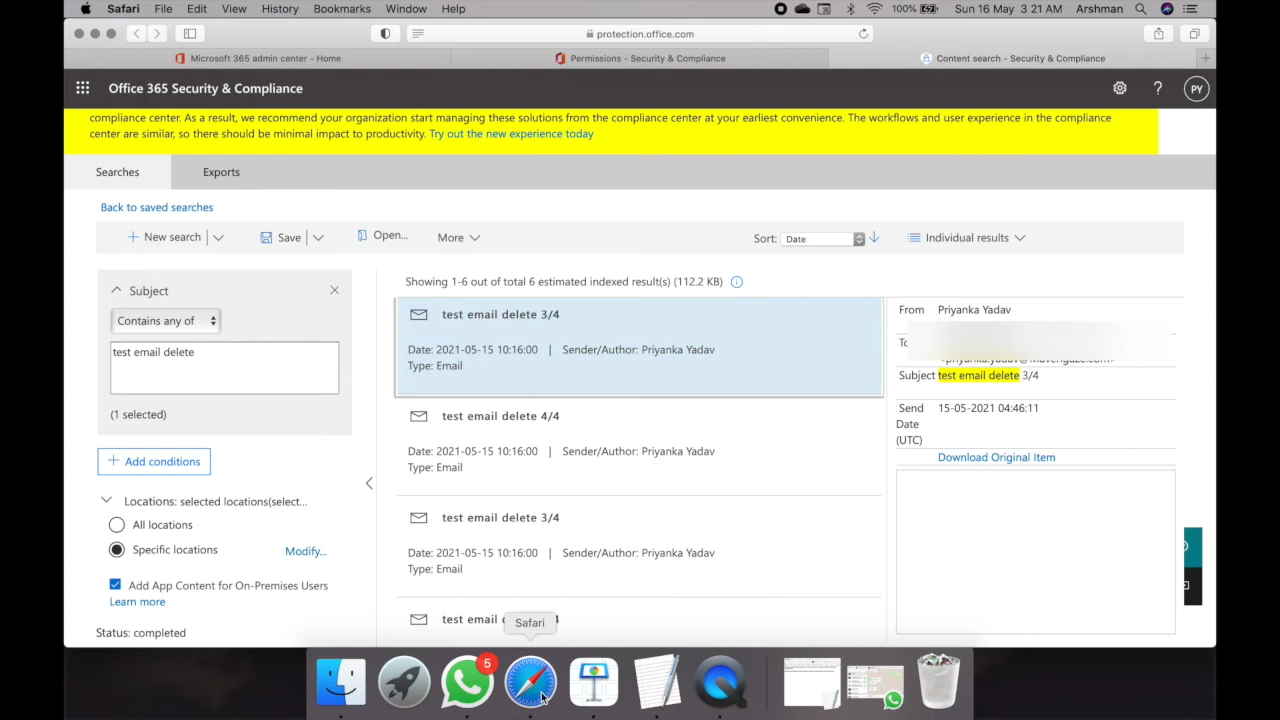 Safari File Edit View History Bookmarks Window Help 100% Sun 16 May 3 21 AM Arshman
protection.office.com
Microsoft 365 admin center - Home Permissions - Security & Compliance Content search - Security & Compliance
Office 365 Security & Compliance ? PY
compliance center. As a result, we recommend your organization start managing these solutions from the compliance center at your earliest convenience. The workflows and user experience in the compliance
center are similar, so there should be minimal impact to productivity. Try out the new experience today
Searches Exports
Back to saved searches
New search Save Open... More Sort: Date Individual results
Subject
Contains any of
test email delete
(1 selected)
Add conditions
Locations: selected locations(select...
All locations
Specific locations Modify...
Add App Content for On-Premises Users
Learn more
Status: completed
Showing 1-6 out of total 6 estimated indexed result(s) (112.2 KB)
test email delete 3/4
Date: 2021-05-15 10:16:00 | Sender/Author: Priyanka Yadav
Type: Email
test email delete 4/4
Date: 2021-05-15 10:16:00 | Sender/Author: Priyanka Yadav
Type: Email
test email delete 3/4
Date: 2021-05-15 10:16:00 | Sender/Author: Priyanka Yadav
Type: Email
test email
From Priyanka Yadav
Subject test email delete 3/4
Send 15-05-2021 04:46:11
Date
(UTC)
Download Original Item
Safari
5